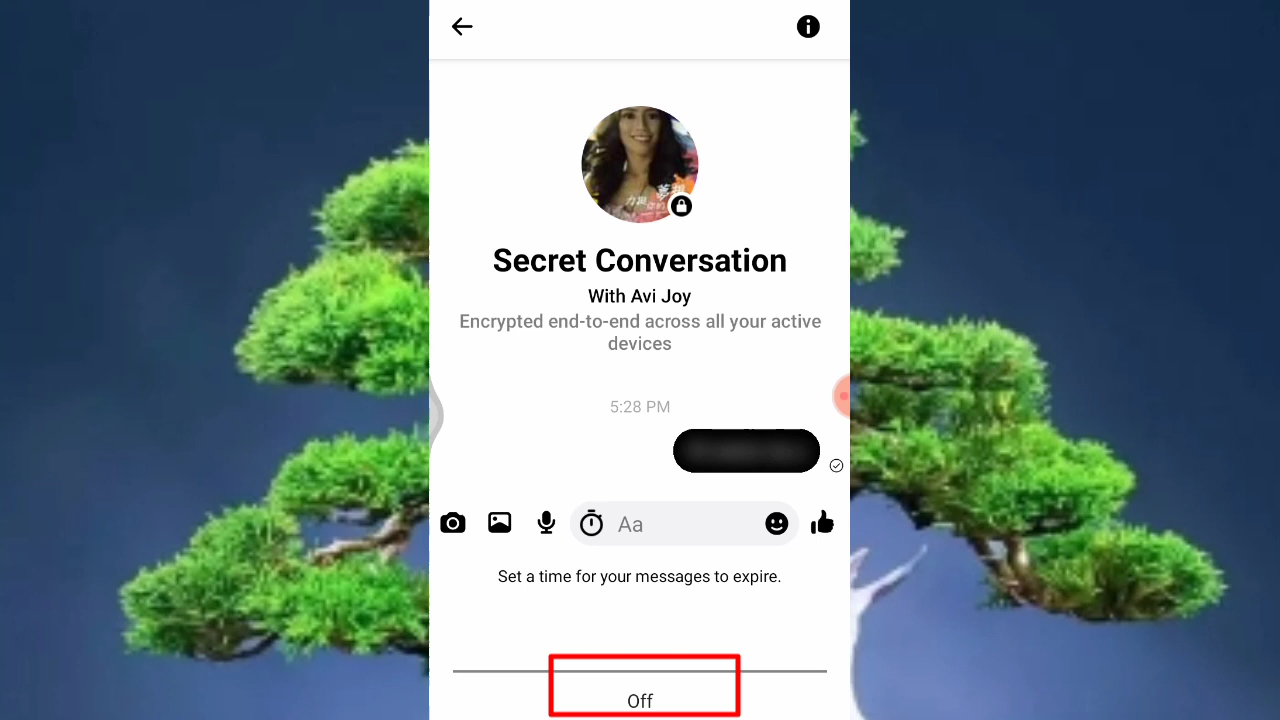 Secret Conversation
With Avi Joy
Encrypted end-to-end across all your active
devices
5:28 PM
Aa
Set a time for your messages to expire.
Off